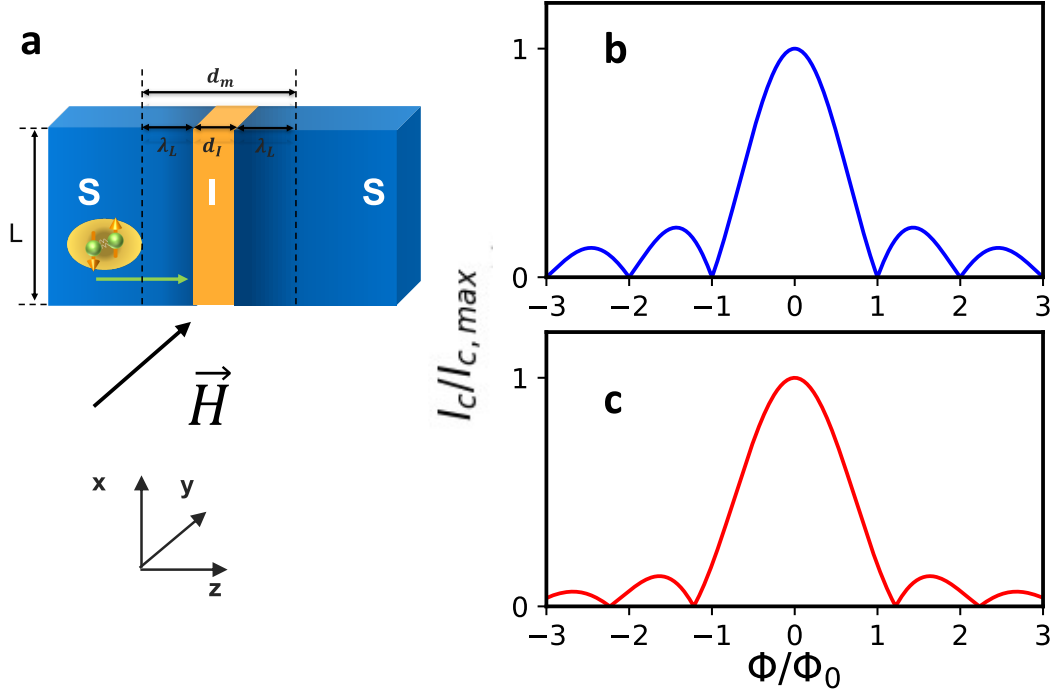 a
d_m
λ_L d_I λ_L
S I S
L
H
x y
z
b
1
0
−3 −2 −1 0 1 2 3
I_c/I_c,max
c
1
0
−3 −2 −1 0 1 2 3
Φ/Φ_0